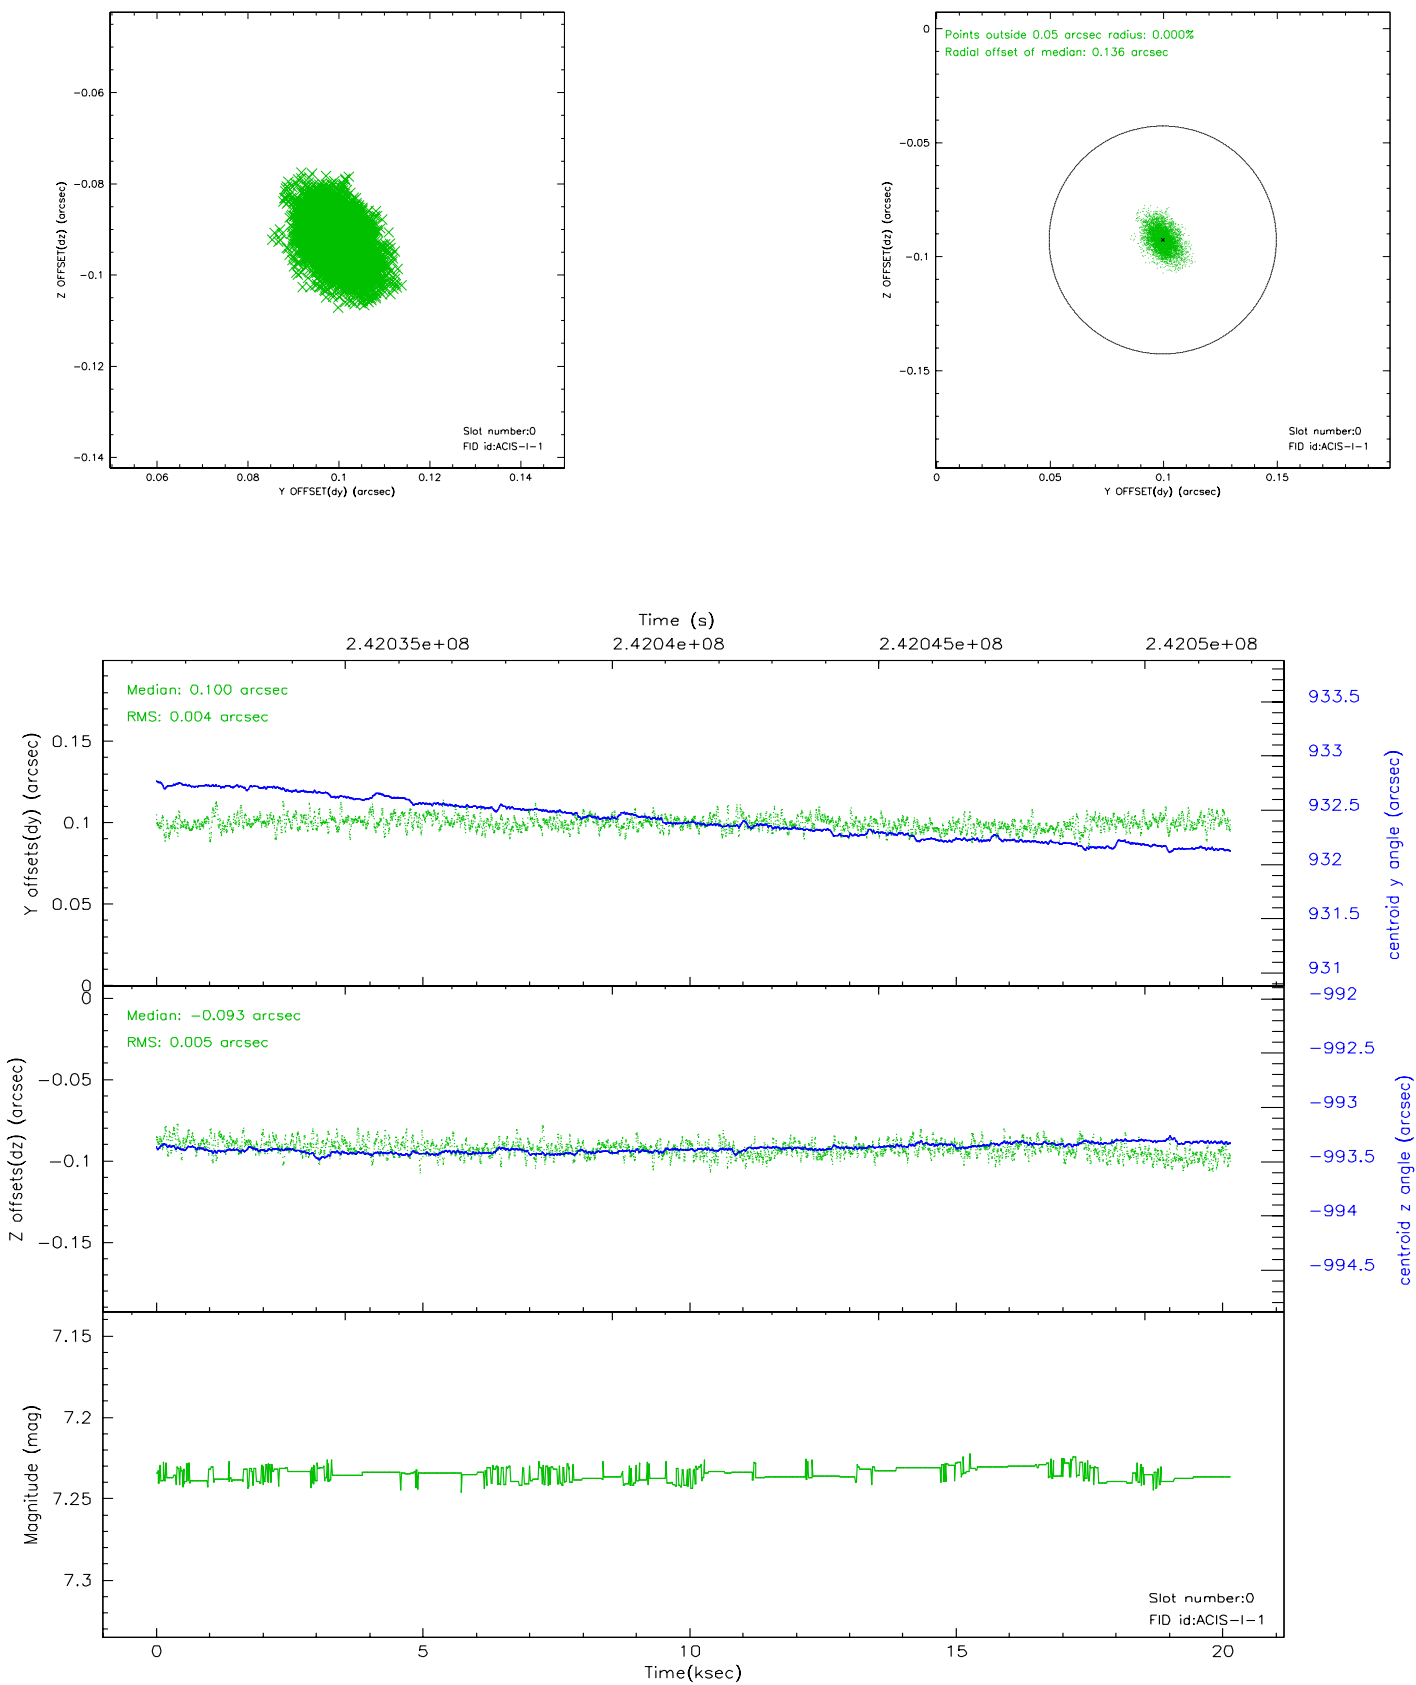 -0.06
-0.08
-0.1
-0.12
-0.14
Z OFFSET(dz) (arcsec)
Slot number:0
FID id:ACIS-I-1
0.06 0.08 0.1 0.12 0.14
Y OFFSET(dy) (arcsec)
Points outside 0.05 arcsec radius: 0.000%
Radial offset of median: 0.136 arcsec
0
-0.05
-0.1
-0.15
Z OFFSET(dz) (arcsec)
Slot number:0
FID id:ACIS-I-1
0 0.05 0.1 0.15
Y OFFSET(dy) (arcsec)
Time (s)
2.42035e+08 2.4204e+08 2.42045e+08 2.4205e+08
Median: 0.100 arcsec
RMS: 0.004 arcsec
0.15
0.1
0.05
0
Y offsets(dy) (arcsec)
933.5
933
932.5
932
931.5
931
centroid y angle (arcsec)
Median: -0.093 arcsec
RMS: 0.005 arcsec
0
-0.05
-0.1
-0.15
Z offsets(dz) (arcsec)
-992
-992.5
-993
-993.5
-994
-994.5
centroid z angle (arcsec)
7.15
7.2
7.25
7.3
Magnitude (mag)
Slot number:0
FID id:ACIS-I-1
0 5 10 15 20
Time(ksec)